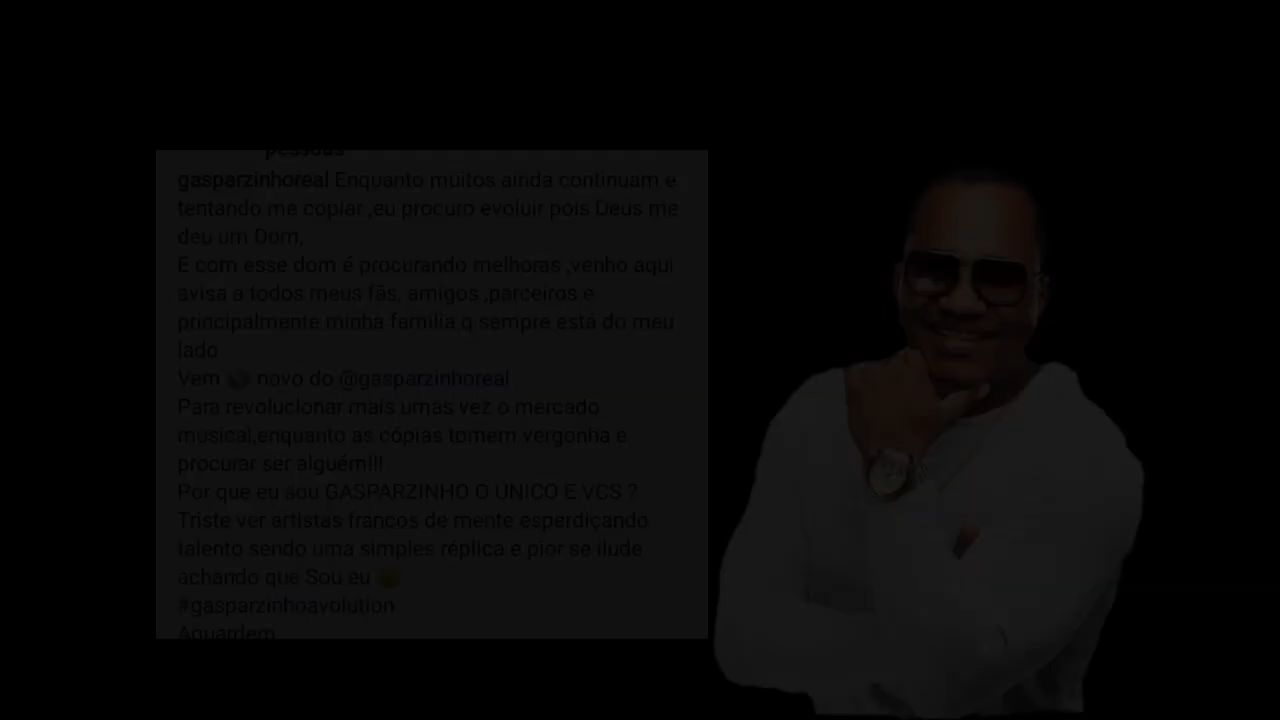 pessoas
gasparzinhoreal Enquanto muitos ainda continuam e
tentando me copiar ,eu procuro evoluir pois Deus me
deu um Dom,
E com esse dom é procurando melhoras ,venho aqui
avisa a todos meus fãs, amigos ,parceiros e
principalmente minha família q sempre está do meu
lado
Vem novo do @gasparzinhoreal
Para revolucionar mais umas vez o mercado
musical,enquanto as cópias tomem vergonha e
procurar ser alguém!!!
Por que eu sou GASPARZINHO O UNICO E VCS ?
Triste ver artistas francos de mente esperdiçando
talento sendo uma simples réplica e pior se ilude
achando que Sou eu
#gasparzinhoavolution
Aguardem